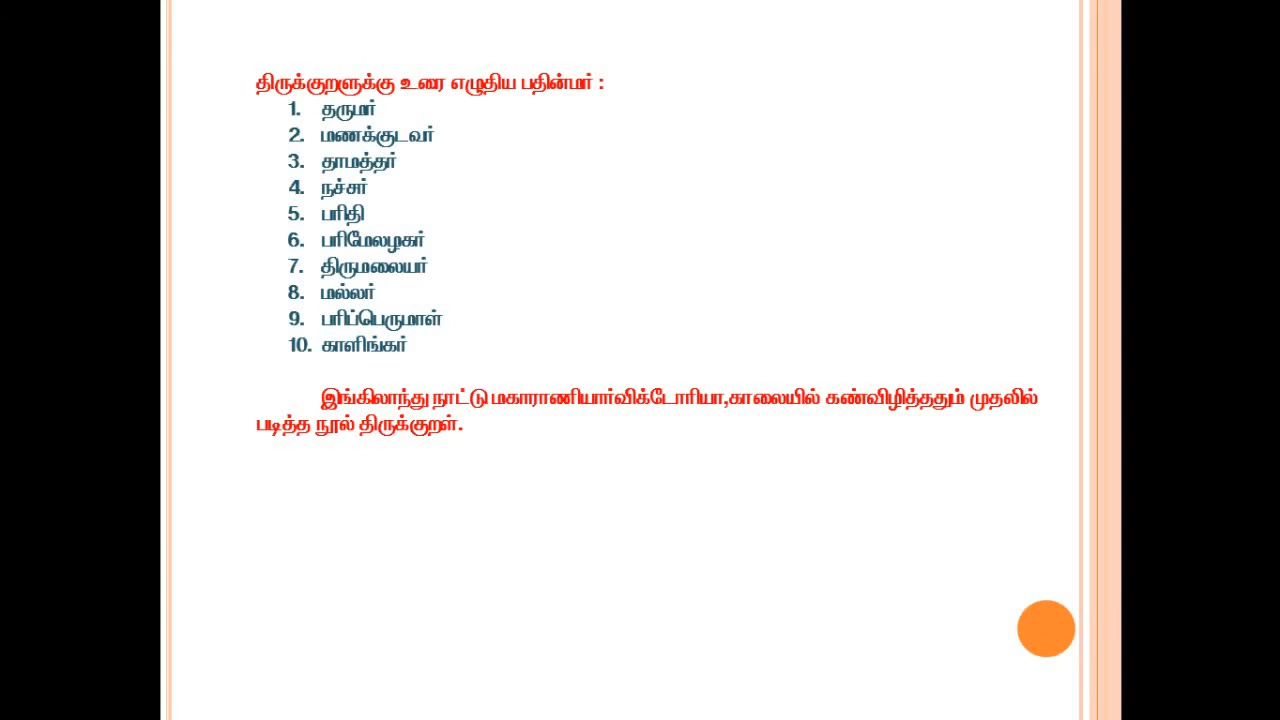 திருக்குறளுக்கு உரை எழுதிய பதின்மர் :
1. தருமர்
2. மணக்குடவர்
3. தாமத்தர்
4. நச்சர்
5. பரிதி
6. பரிமேலழகர்
7. திருமலையர்
8. மல்லர்
9. பரிப்பெருமாள்
10. காளிங்கர்
இங்கிலாந்து நாட்டு மகாராணியார்விக்டோரியா,காலையில் கண்விழித்ததும் முதலில்
படித்த நூல் திருக்குறள்.